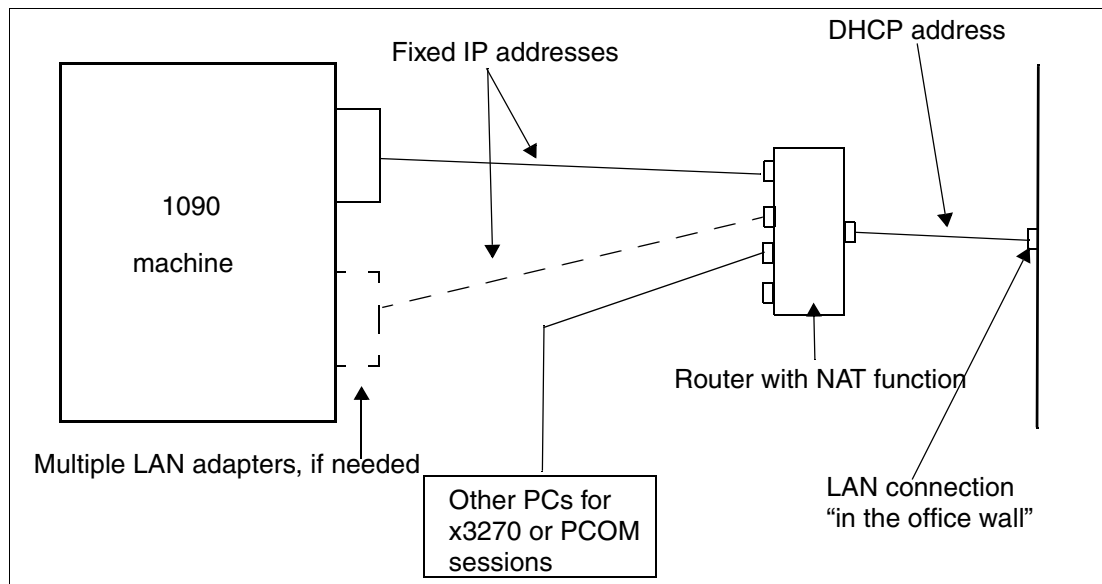 DHCP address
Fixed IP addresses
1090
machine
Router with NAT function
Multiple LAN adapters, if needed
Other PCs for
x3270 or PCOM
sessions
LAN connection
“in the office wall”